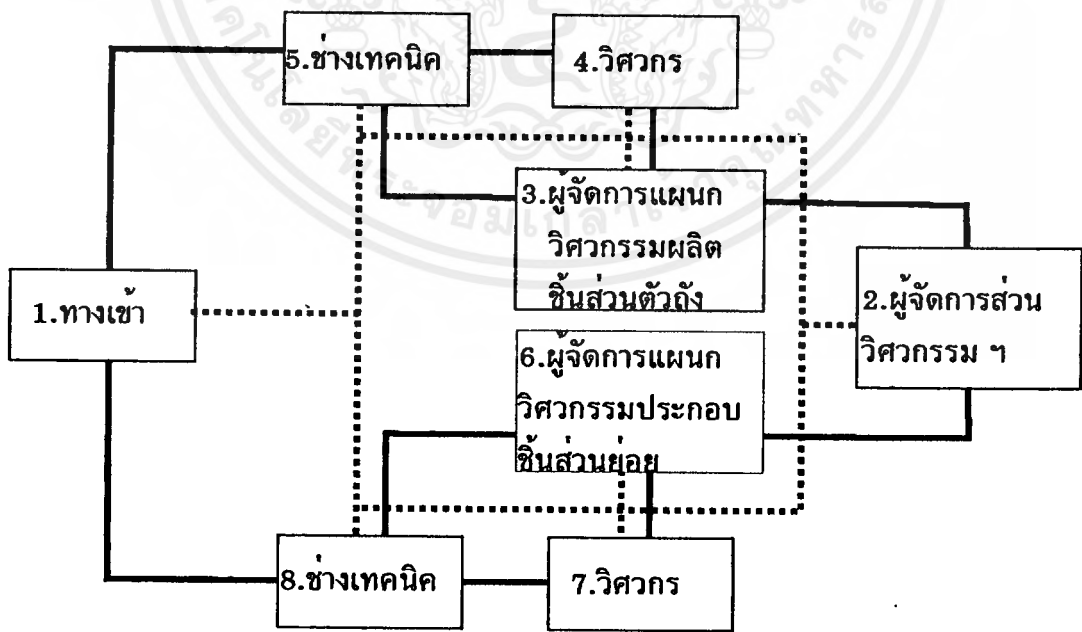 5.ช่างเทคนิค
4.วิศวกร
3.ผู้จัดการแผนก
วิศวกรรมผลิต
ชิ้นส่วนตัวถัง
1.ทางเข้า
2.ผู้จัดการส่วน
วิศวกรรม ฯ
6.ผู้จัดการแผนก
วิศวกรรมประกอบ
ชิ้นส่วนย่อย
8.ช่างเทคนิค
7.วิศวกร